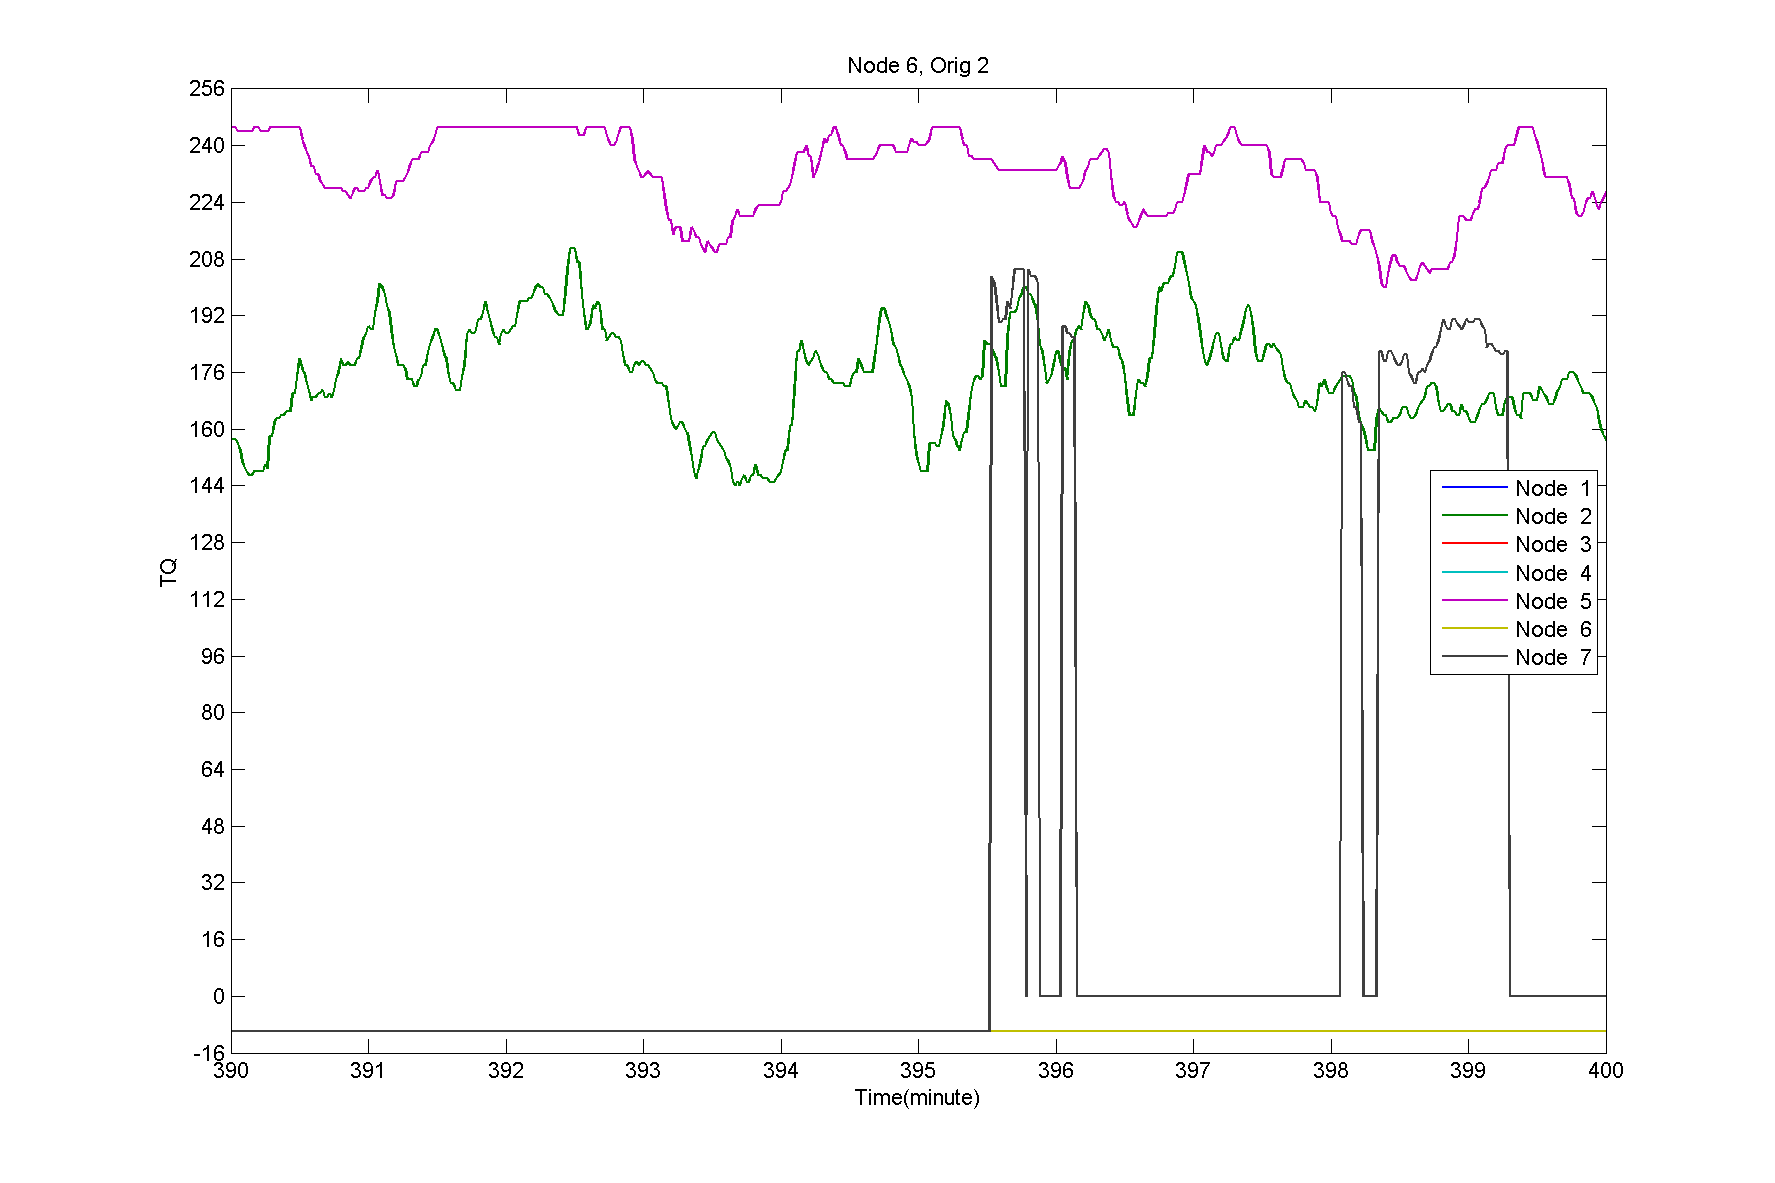 Node 6, Orig 2
256
240
224
208
192
176
160
144
128
112
96
80
64
48
32
16
0
-16
TQ
Node 1
Node 2
Node 3
Node 4
Node 5
Node 6
Node 7
390 391 392 393 394 395 396 397 398 399 400
Time(minute)